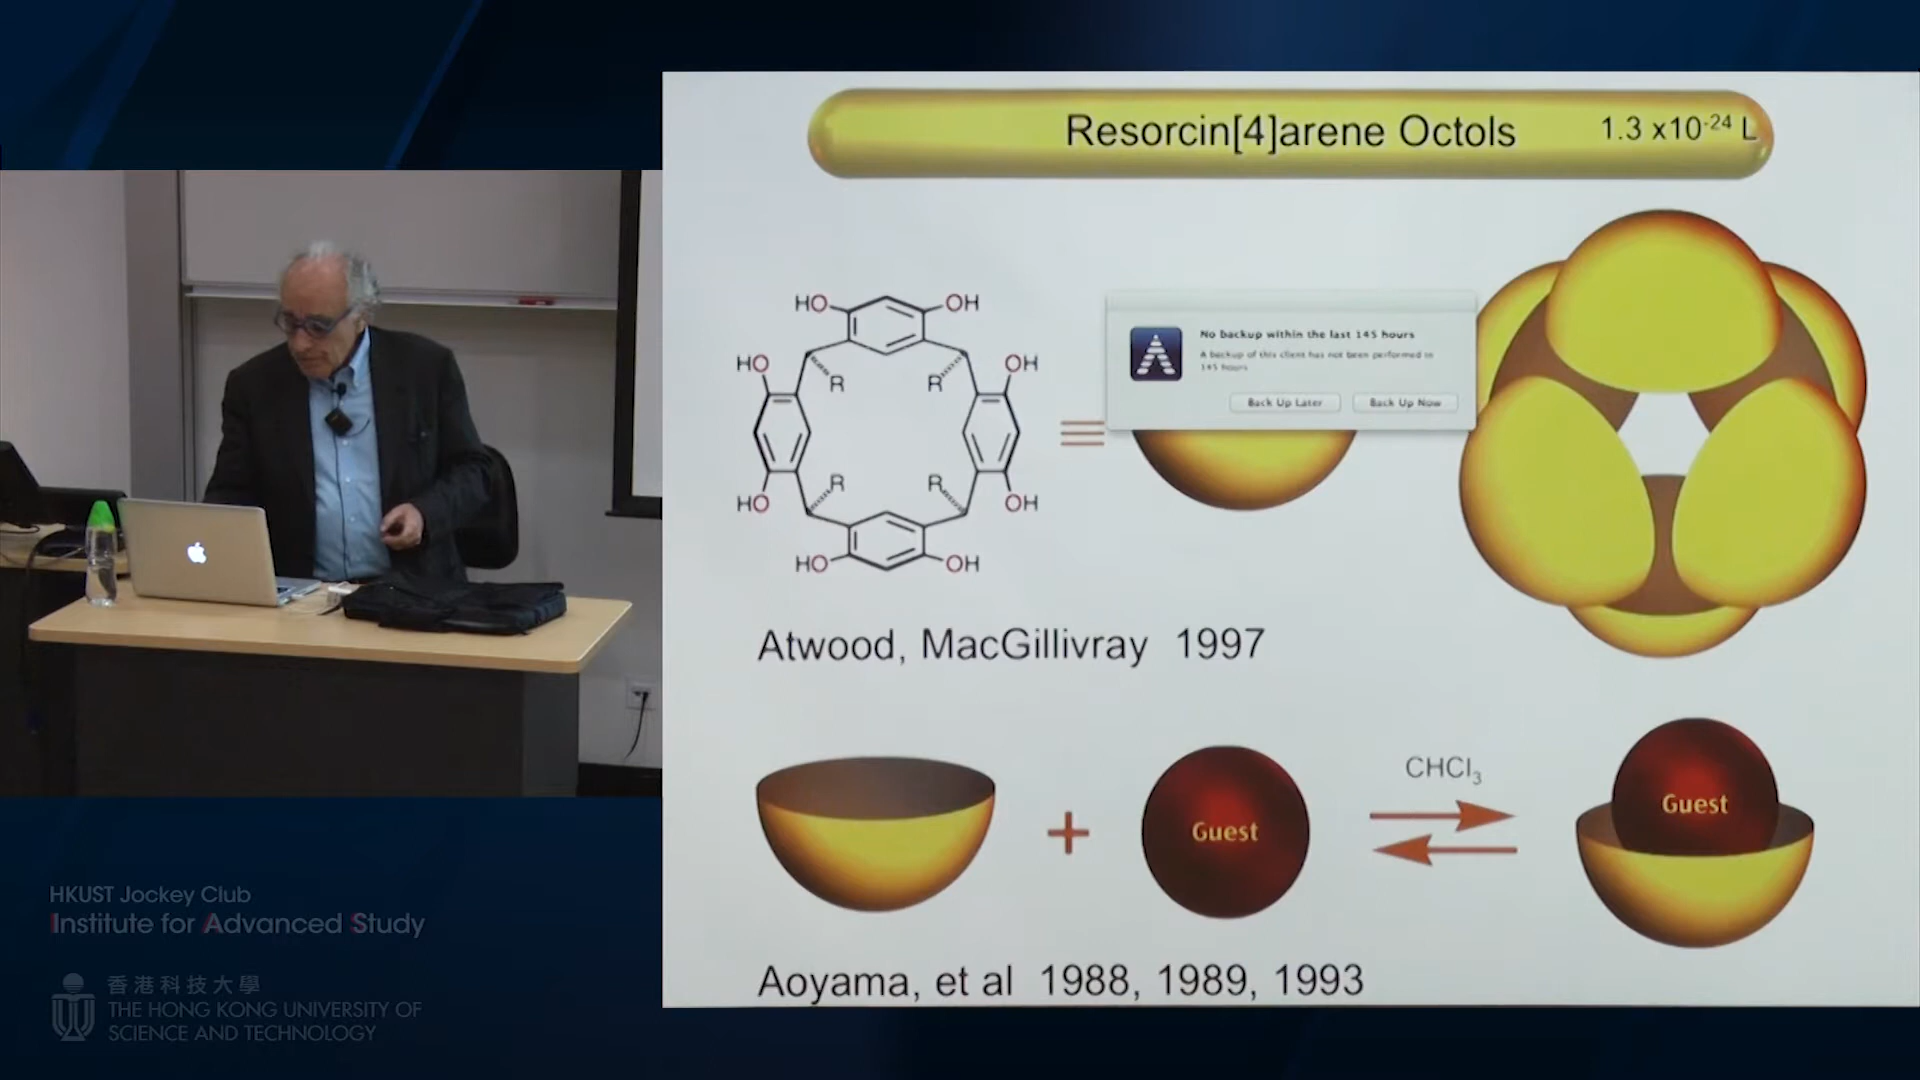 Resorcin[4]arene Octols
1.3 x10-24 L
HO
OH
HO
OH
R
R
R
R
HO
OH
HO
OH
No backup within the last 145 hours
A backup of this client has not been performed in
145 hours
Back Up Later
Back Up Now
Atwood, MacGillivray 1997
+
Guest
CHCl3
Guest
Aoyama, et al 1988, 1989, 1993
HKUST Jockey Club
Institute for Advanced Study
香港科技大學
THE HONG KONG UNIVERSITY OF
SCIENCE AND TECHNOLOGY